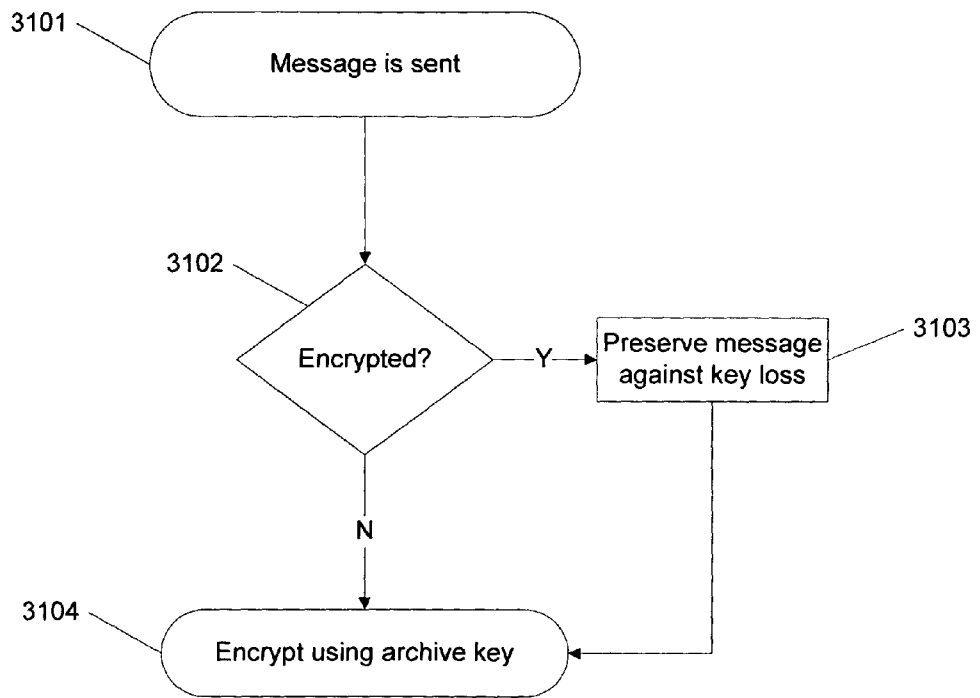 3101
Message is sent
3102
Encrypted?
Y
Preserve message
against key loss
3103
N
3104
Encrypt using archive key